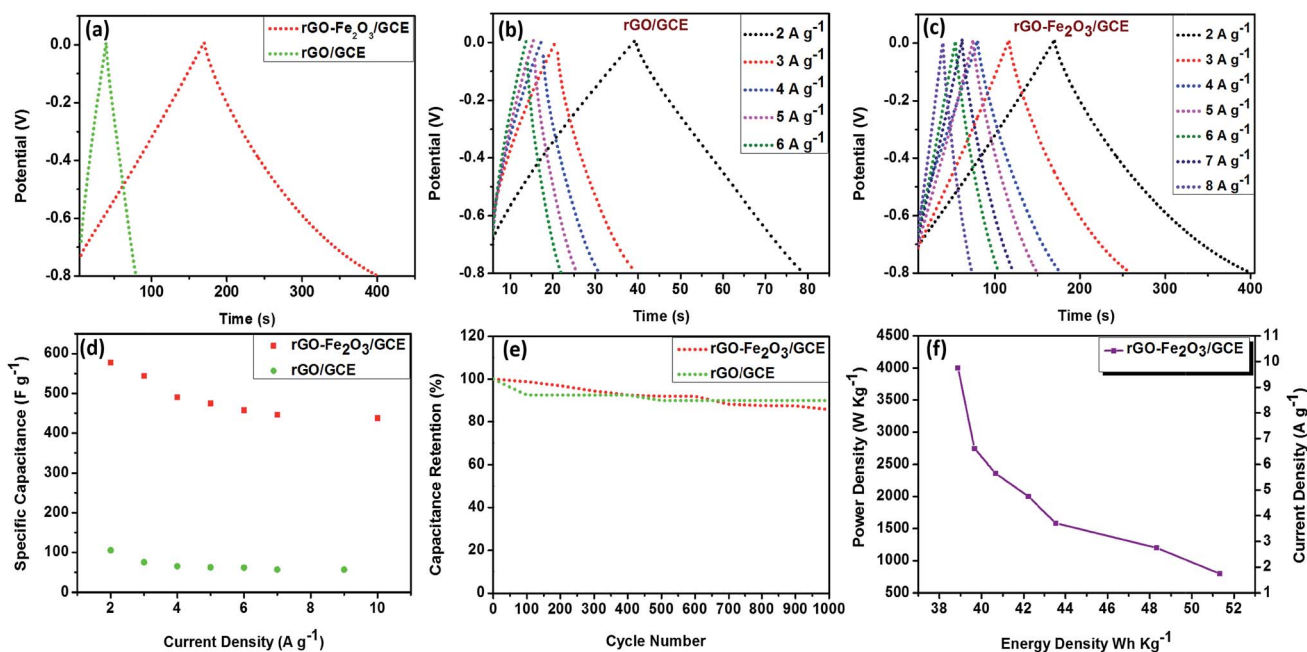 (a)
rGO-Fe₂O₃/GCE
rGO/GCE
0.0
-0.2
-0.4
-0.6
-0.8
Potential (V)
100 200 300 400
Time (s)
(b)
rGO/GCE
2 A g⁻¹
3 A g⁻¹
4 A g⁻¹
5 A g⁻¹
6 A g⁻¹
0.0
-0.2
-0.4
-0.6
-0.8
Potential (V)
10 20 30 40 50 60 70 80
Time (s)
(c)
rGO-Fe₂O₃/GCE
2 A g⁻¹
3 A g⁻¹
4 A g⁻¹
5 A g⁻¹
6 A g⁻¹
7 A g⁻¹
8 A g⁻¹
0.0
-0.2
-0.4
-0.6
-0.8
Potential (V)
100 200 300 400
Time (s)
(d)
rGO-Fe₂O₃/GCE
rGO/GCE
600
500
400
300
200
100
0
Specific Capacitance (F g⁻¹)
2 4 6 8 10
Current Density (A g⁻¹)
(e)
rGO-Fe₂O₃/GCE
rGO/GCE
120
100
80
60
40
20
0
Capacitance Retention (%)
0 100 200 300 400 500 600 700 800 900 1000
Cycle Number
(f)
rGO-Fe₂O₃/GCE
4500
4000
3500
3000
2500
2000
1500
1000
500
Power Density (W Kg⁻¹)
11
10
9
8
7
6
5
4
3
2
1
Current Density (A g⁻¹)
38 40 42 44 46 48 50 52
Energy Density Wh Kg⁻¹